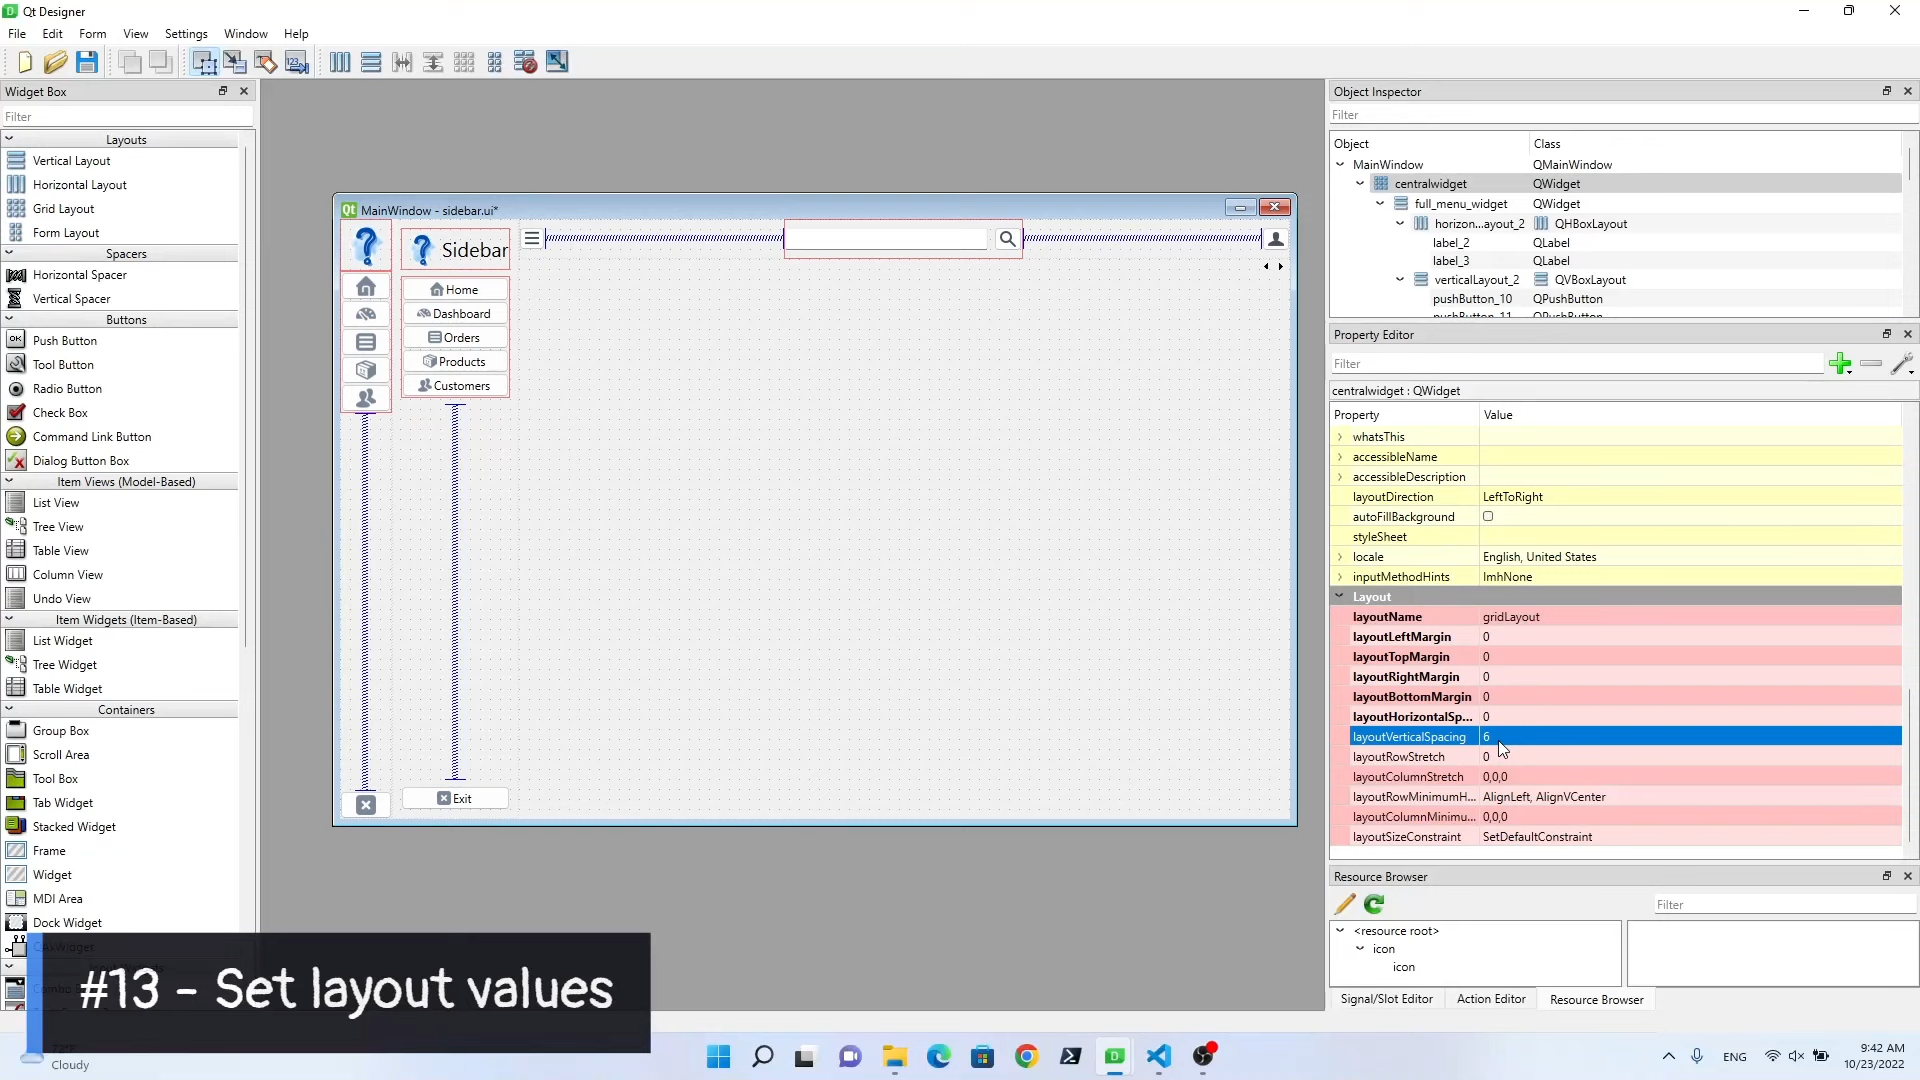 Qt Designer
File Edit Form View Settings Window Help
Widget Box
Filter
Layouts
Vertical Layout
Horizontal Layout
Grid Layout
Form Layout
Spacers
Horizontal Spacer
Vertical Spacer
Buttons
Push Button
Tool Button
Radio Button
Check Box
Command Link Button
Dialog Button Box
Item Views (Model-Based)
List View
Tree View
Table View
Column View
Undo View
Item Widgets (Item-Based)
List Widget
Tree Widget
Table Widget
Containers
Group Box
Scroll Area
Tool Box
Tab Widget
Stacked Widget
Frame
Widget
MDI Area
Dock Widget
#13 - Set layout values
MainWindow - sidebar.ui*
Sidebar
Home
Dashboard
Orders
Products
Customers
Exit
Object Inspector
Filter
Object Class
MainWindow QMainWindow
centralwidget QWidget
full_menu_widget QWidget
horizon...ayout_2 QHBoxLayout
label_2 QLabel
label_3 QLabel
verticalLayout_2 QVBoxLayout
pushButton_10 QPushButton
pushButton_11 QPushButton
Property Editor
Filter
centralwidget : QWidget
Property Value
whatsThis
accessibleName
accessibleDescription
layoutDirection LeftToRight
autoFillBackground
styleSheet
locale English, United States
inputMethodHints ImhNone
Layout
layoutName gridLayout
layoutLeftMargin 0
layoutTopMargin 0
layoutRightMargin 0
layoutBottomMargin 0
layoutHorizontalSp... 0
layoutVerticalSpacing 6
layoutRowStretch 0
layoutColumnStretch 0,0,0
layoutRowMinimumH... AlignLeft, AlignVCenter
layoutColumnMinimu... 0,0,0
layoutSizeConstraint SetDefaultConstraint
Resource Browser
Filter
<resource root>
icon
icon
Signal/Slot Editor Action Editor Resource Browser
Cloudy
ENG
9:42 AM
10/23/2022